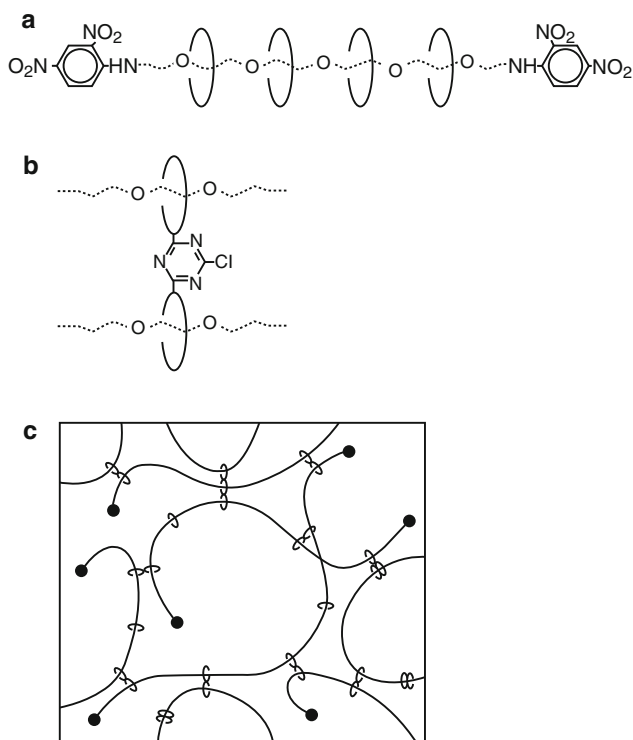 a
NO₂ NO₂
O₂N HN O O O O O NH NO₂
b
O O
N
N Cl
N
O O
c